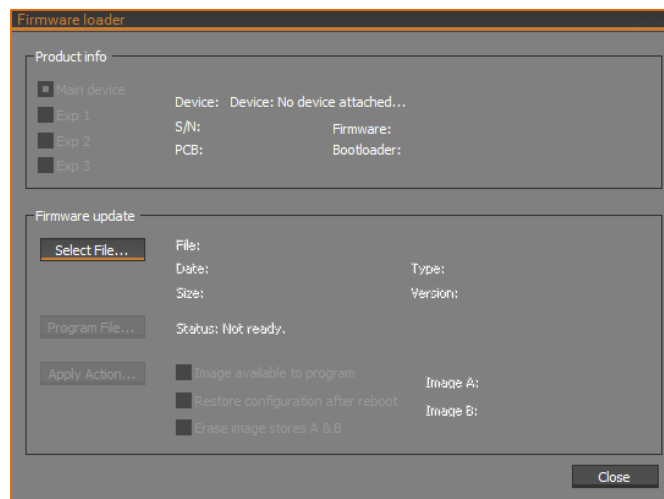 Firmware loader
Product info
Main device
Exp 1
Exp 2
Exp 3
Device: Device: No device attached...
S/N:
Firmware:
PCB:
Bootloader:
Firmware update
Select File...
File:
Date:
Type:
Size:
Version:
Program File...
Status: Not ready.
Apply Action...
Image available to program
Image A:
Restore configuration after reboot
Image B:
Erase image stores A & B
Close